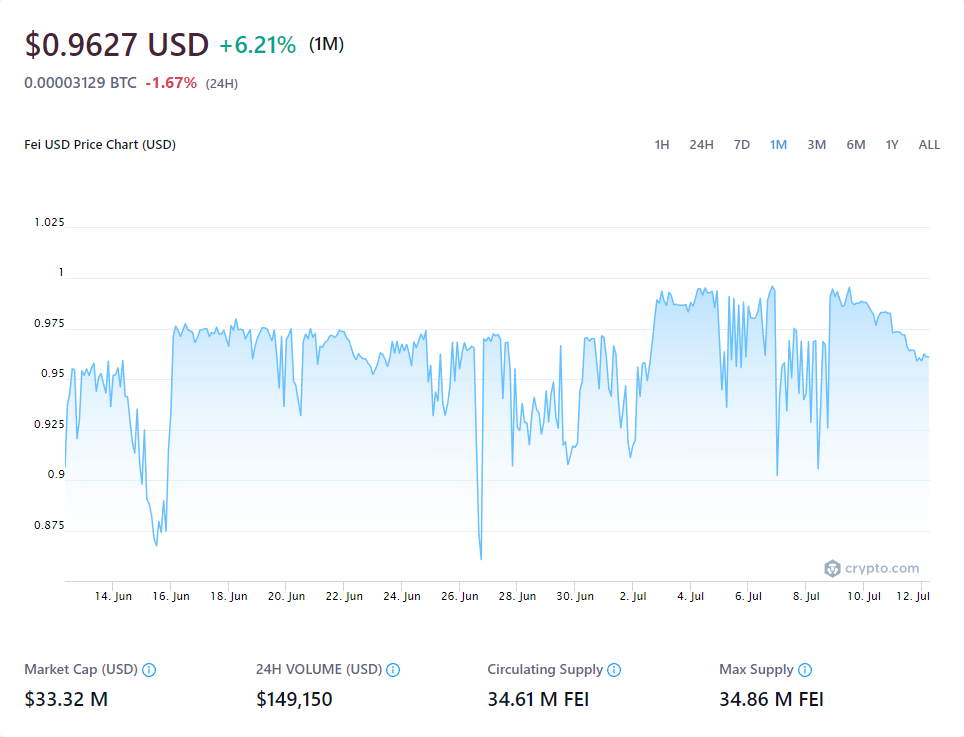 $0.9627 USD +6.21% (1M)
0.00003129 BTC -1.67% (24H)
Fei USD Price Chart (USD) 1H 24H 7D 1M 3M 6M 1Y ALL
1.025
1
0.975
0.95
0.925
0.9
0.875
crypto.com
14. Jun 16. Jun 18. Jun 20. Jun 22. Jun 24. Jun 26. Jun 28. Jun 30. Jun 2. Jul 4. Jul 6. Jul 8. Jul 10. Jul 12. Jul
Market Cap (USD) 24H VOLUME (USD) Circulating Supply Max Supply
$33.32 M $149,150 34.61 M FEI 34.86 M FEI